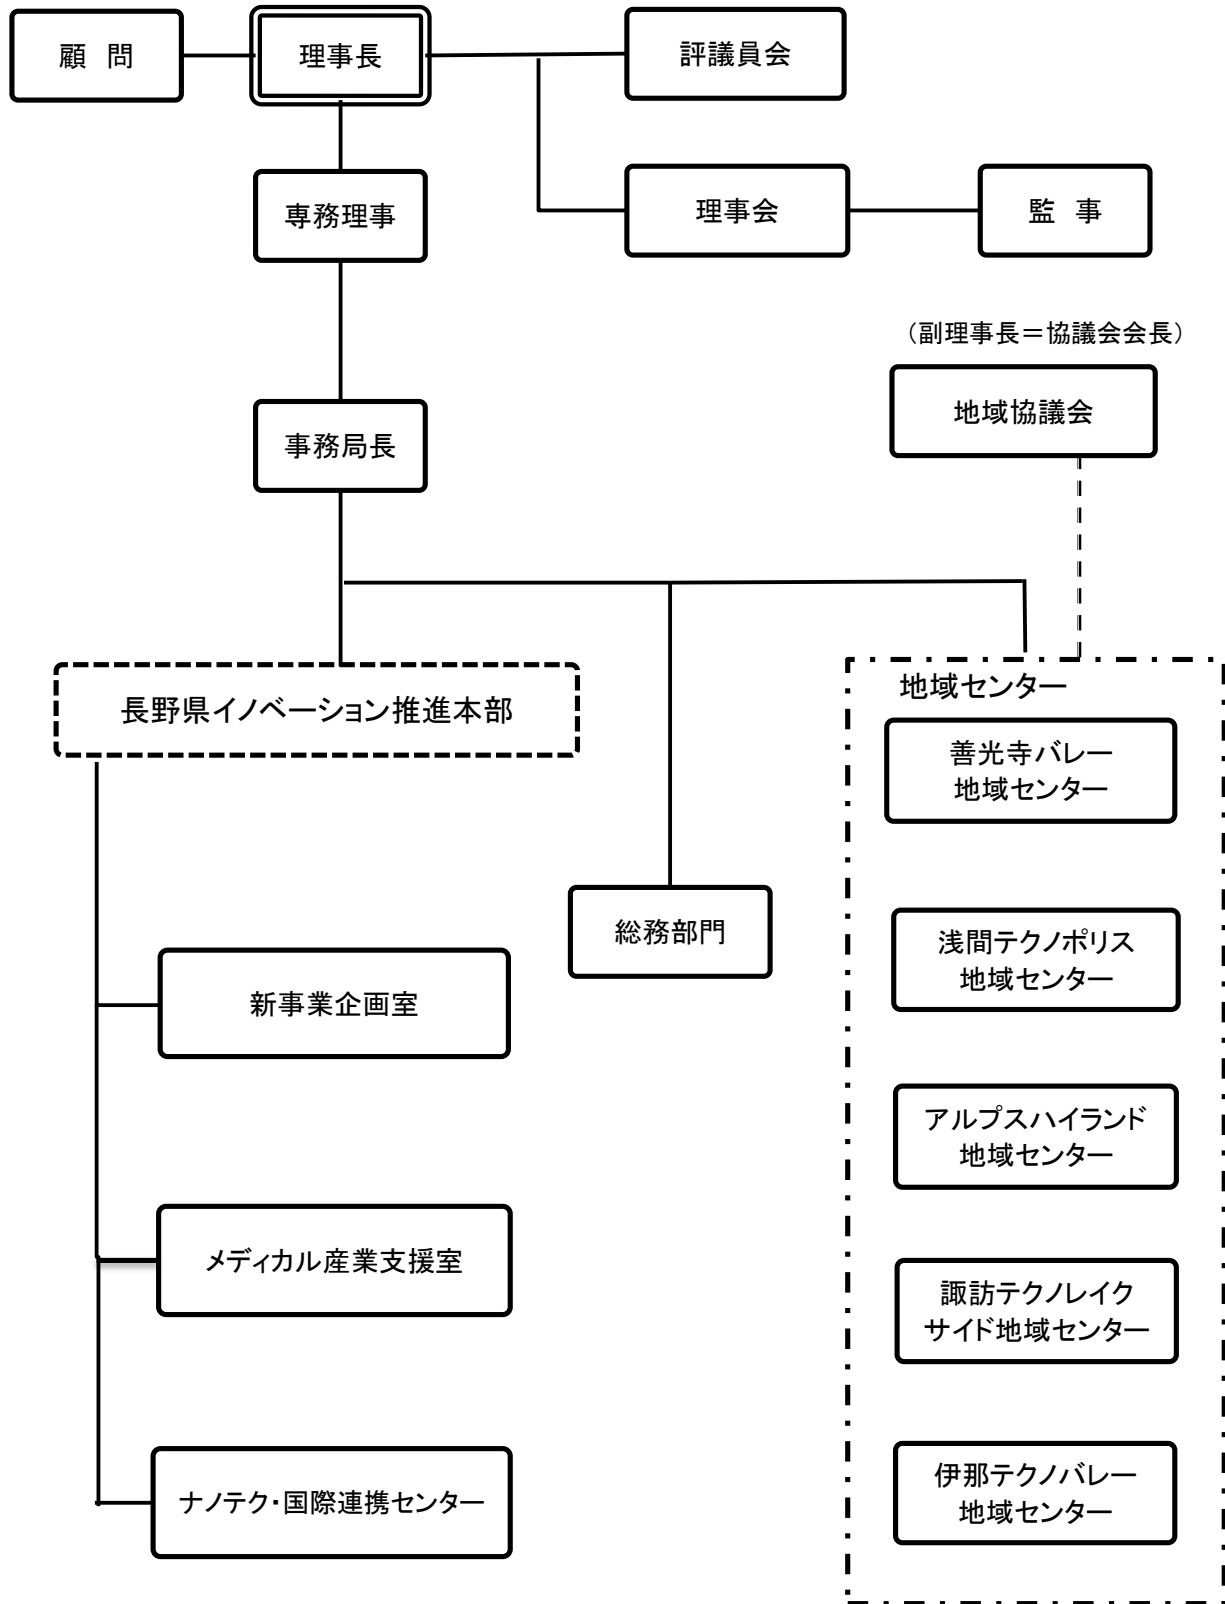 顧　問
理事長
評議員会
専務理事
理事会
監　事
（副理事長＝協議会会長）
地域協議会
事務局長
長野県イノベーション推進本部
地域センター
善光寺バレー
地域センター
総務部門
浅間テクノポリス
地域センター
新事業企画室
アルプスハイランド
地域センター
メディカル産業支援室
諏訪テクノレイク
サイド地域センター
ナノテク・国際連携センター
伊那テクノバレー
地域センター